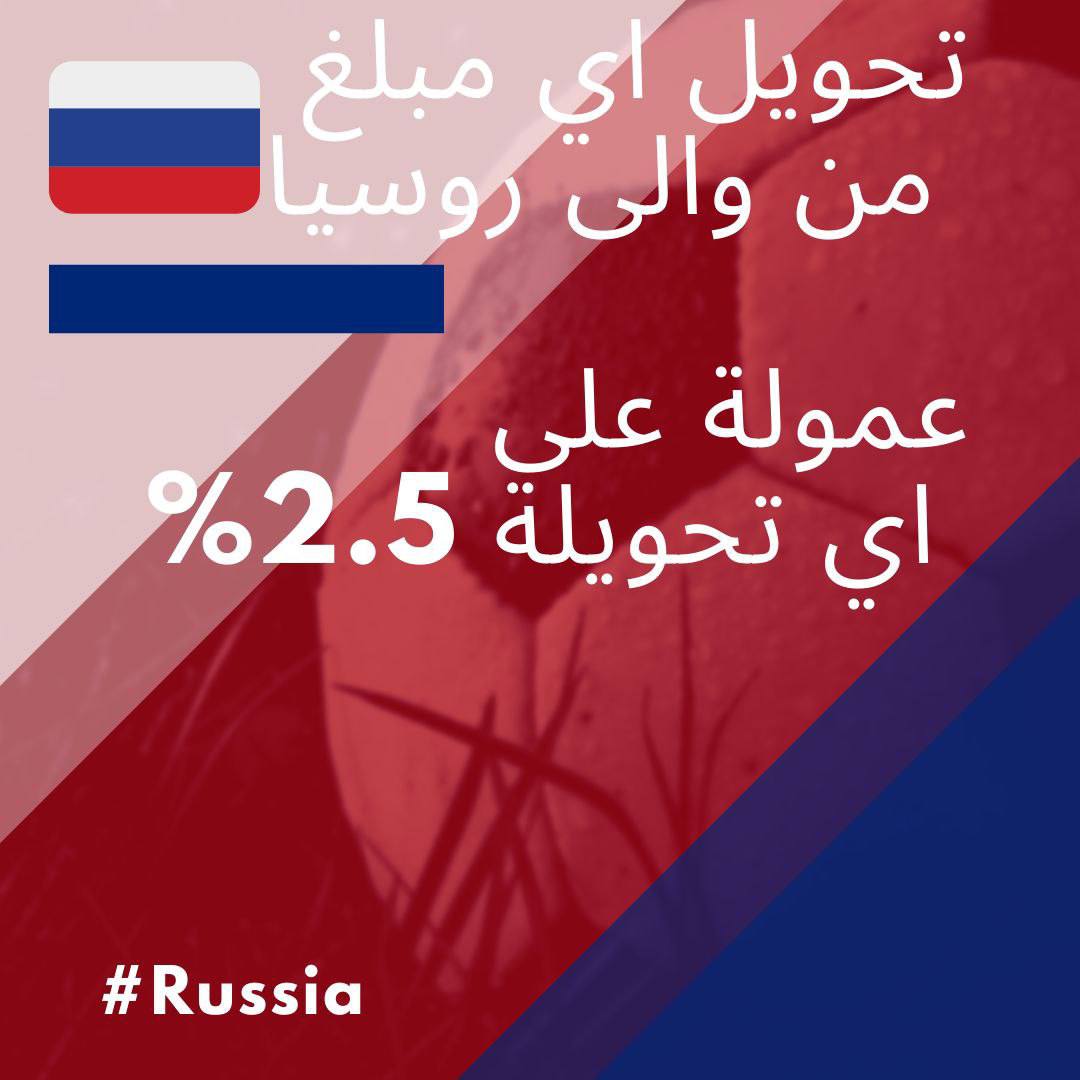 تحويل اي مبلغ
من والى روسيا
عمولة على
اي تحويلة 2.5%
#Russia